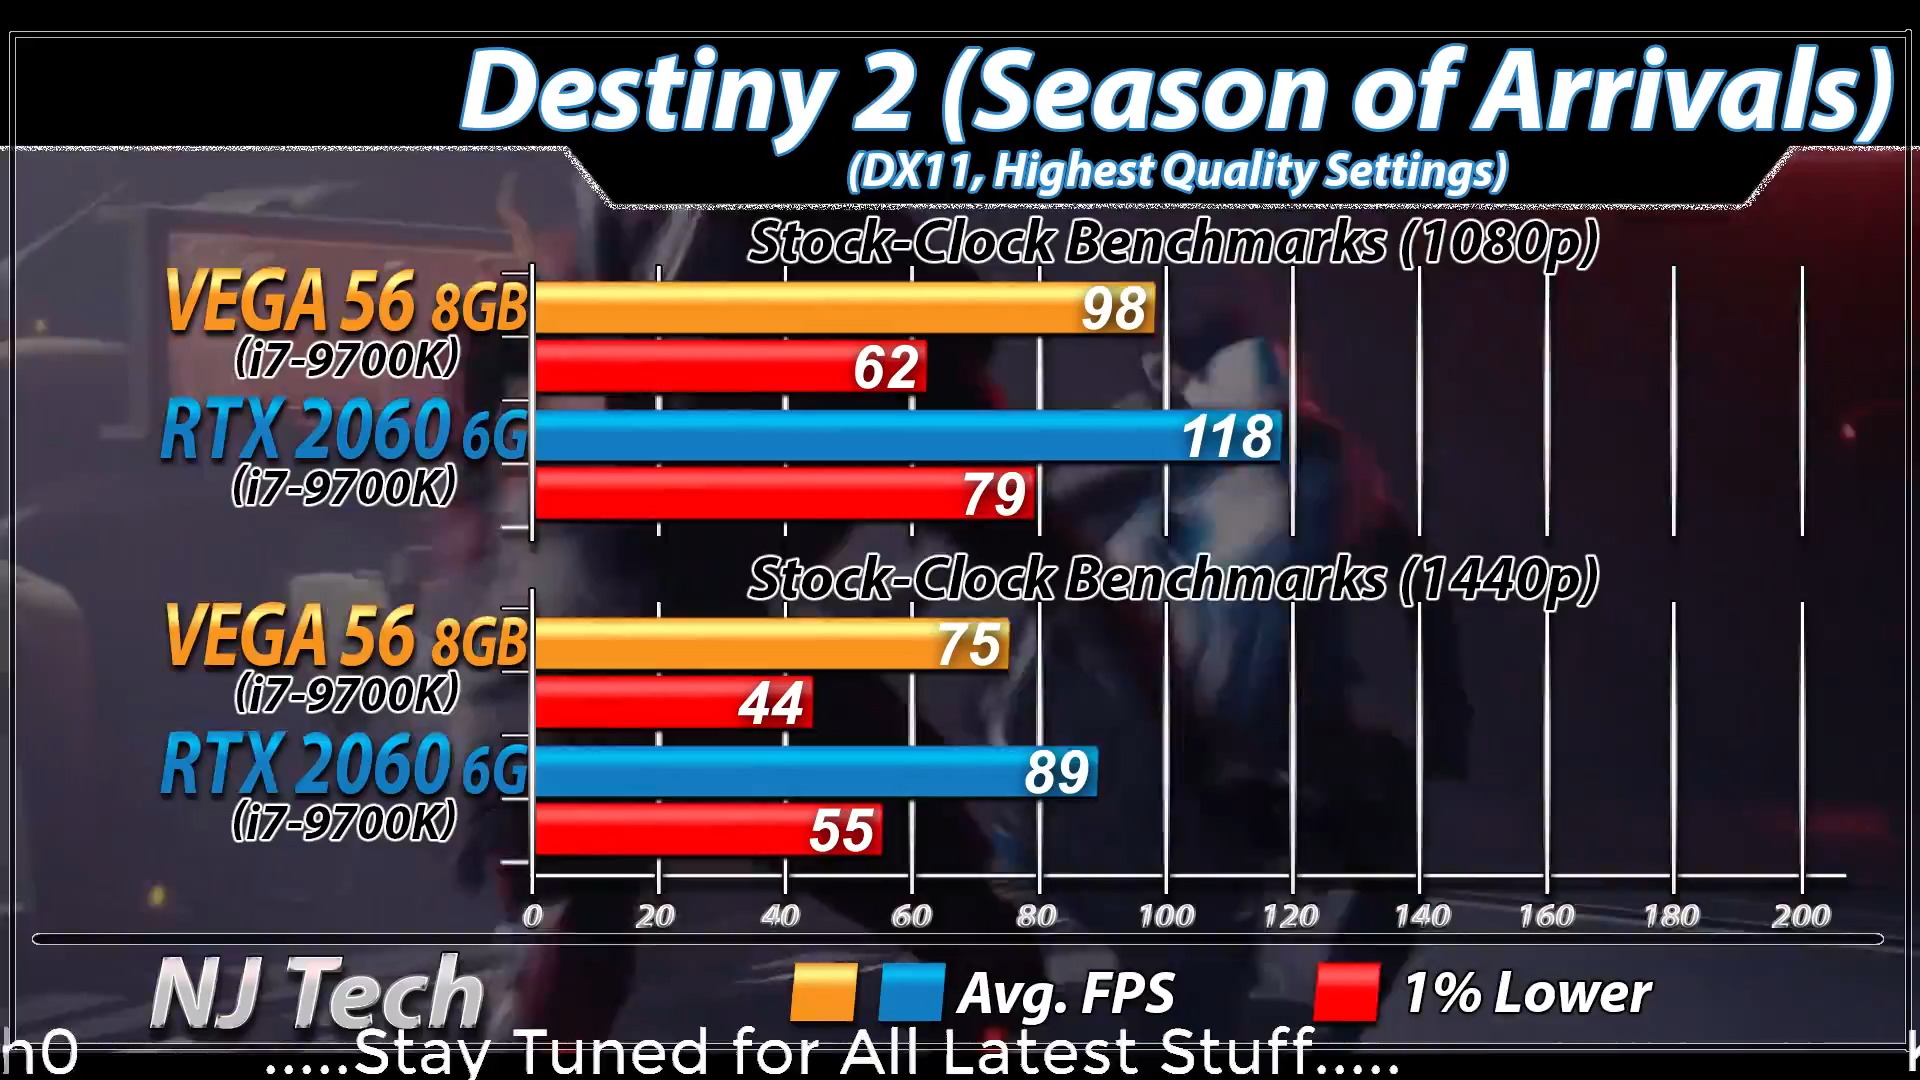 Destiny 2 (Season of Arrivals)
(DX11, Highest Quality Settings)
Stock-Clock Benchmarks (1080p)
VEGA 56 8GB
98
(i7-9700K)
62
RTX 2060 6G
118
(i7-9700K)
79
Stock-Clock Benchmarks (1440p)
VEGA 56 8GB
75
(i7-9700K)
44
RTX 2060 6G
89
(i7-9700K)
55
0 20 40 60 80 100 120 140 160 180 200
NJ Tech
Avg. FPS
1% Lower
h0 .....Stay Tuned for All Latest Stuff.....